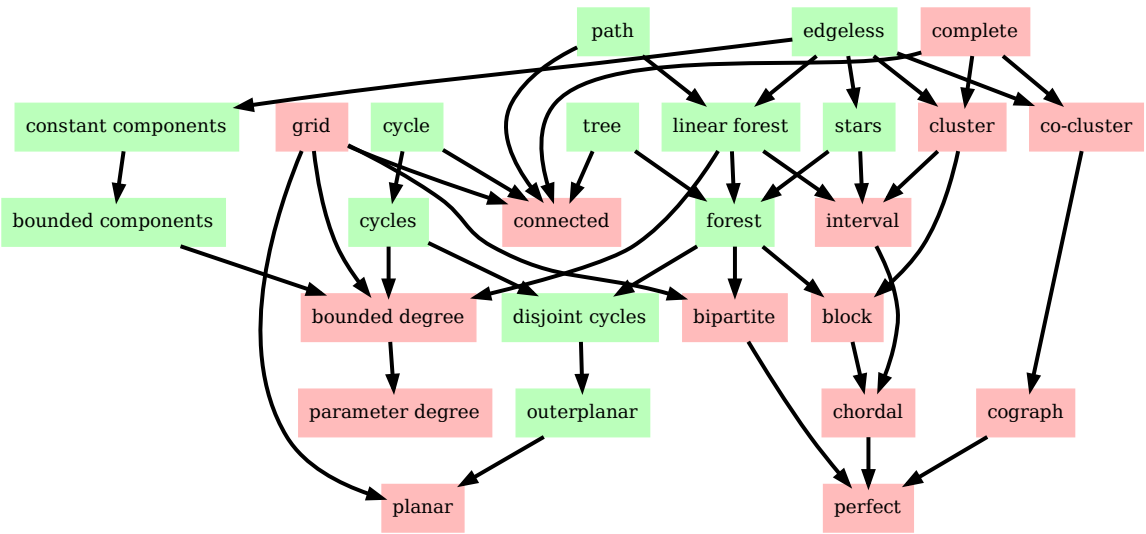 path
edgeless
complete
constant components
grid
cycle
tree
linear forest
stars
cluster
co-cluster
bounded components
cycles
connected
forest
interval
bounded degree
disjoint cycles
bipartite
block
parameter degree
outerplanar
chordal
cograph
planar
perfect